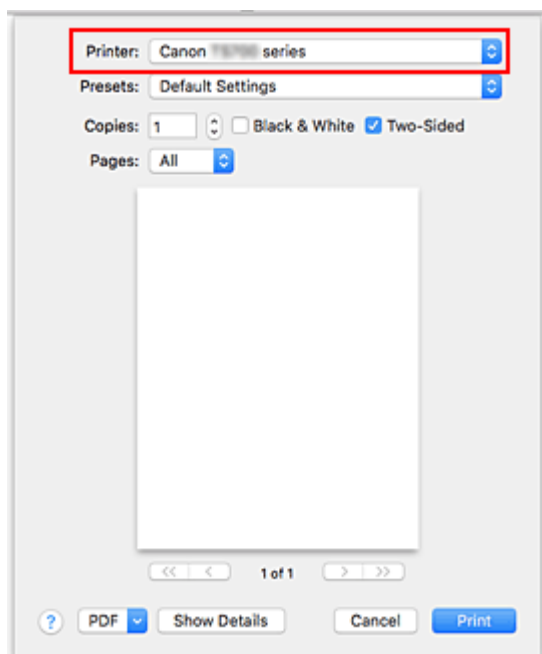 Printer: Canon series
Presets: Default Settings
Copies: 1 Black & White Two-Sided
Pages: All
<< < 1 of 1 > >>
? PDF Show Details Cancel Print